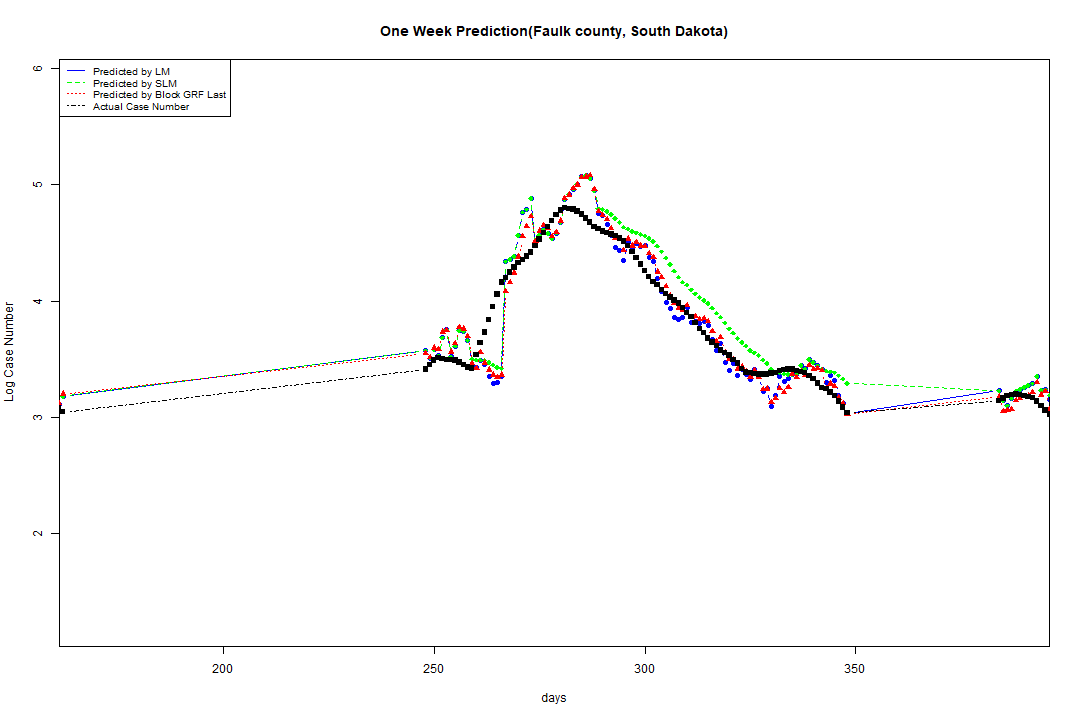 One Week Prediction(Faulk county, South Dakota)
Predicted by LM
Predicted by SLM
Predicted by Block GRF Last
Actual Case Number
6
5
4
3
2
Log Case Number
200
250
300
350
days